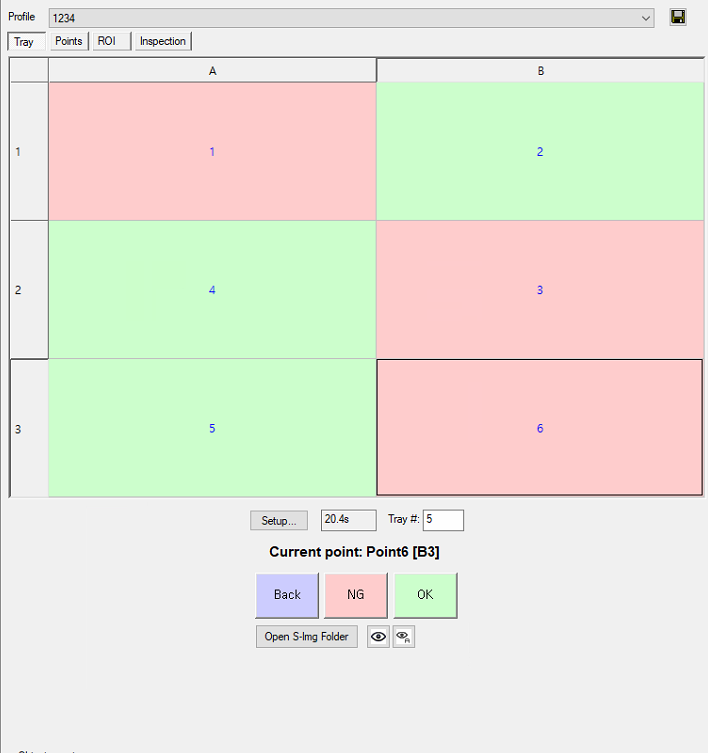 Profile 1234
Tray Points ROI Inspection
A B
1 1 2
2 4 3
3 5 6
Setup... 20.4s Tray #: 5
Current point: Point6 [B3]
Back NG OK
Open S-Img Folder